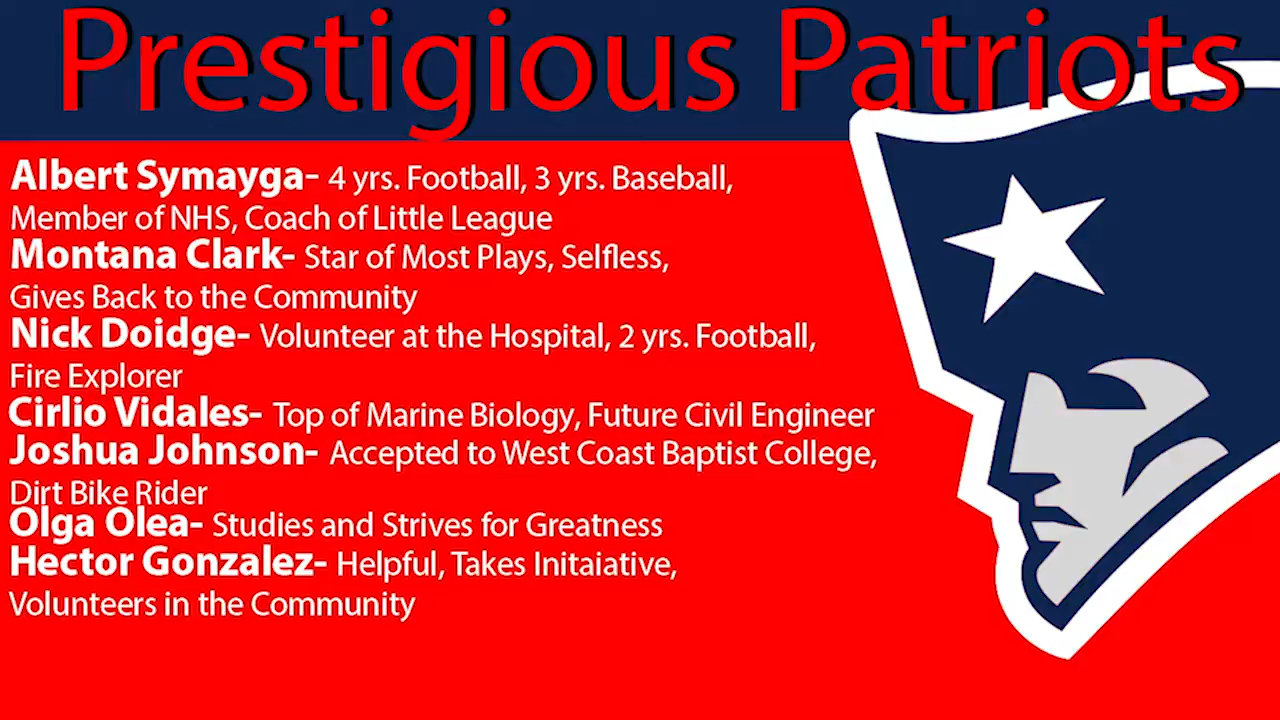 Prestigious Patriots
Albert Symayga- 4 yrs. Football, 3 yrs. Baseball,
Member of NHS, Coach of Little League
Montana Clark- Star of Most Plays, Selfless,
Gives Back to the Community
Nick Doidge- Volunteer at the Hospital, 2 yrs. Football,
Fire Explorer
Cirlio Vidales- Top of Marine Biology, Future Civil Engineer
Joshua Johnson- Accepted to West Coast Baptist College,
Dirt Bike Rider
Olga Olea- Studies and Strives for Greatness
Hector Gonzalez- Helpful, Takes Initaiative,
Volunteers in the Community